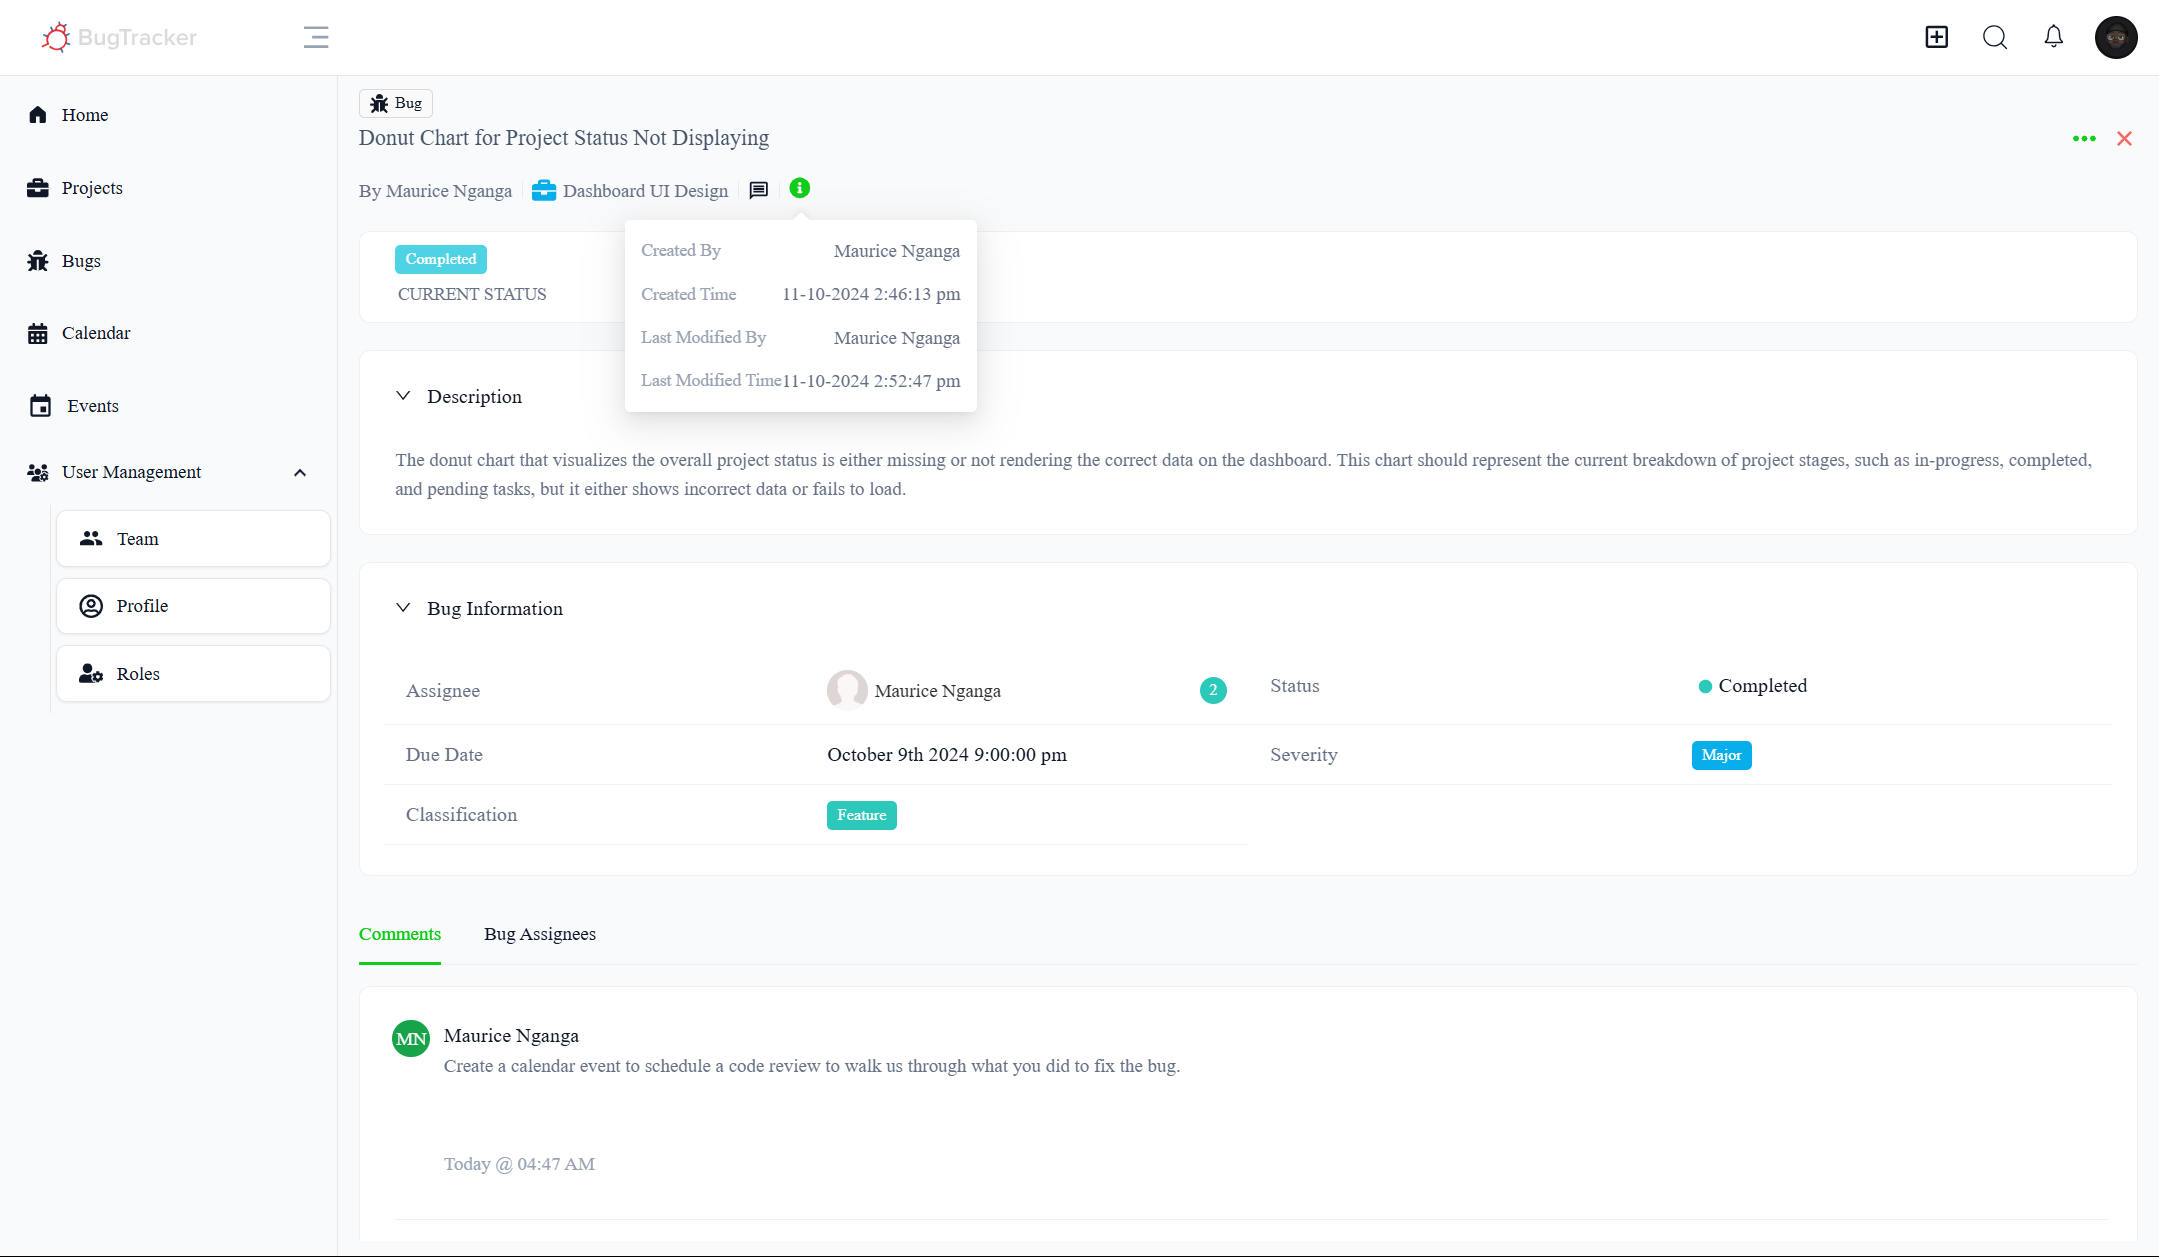 BugTracker
Home
Projects
Bugs
Calendar
Events
User Management
Team
Profile
Roles
Bug
Donut Chart for Project Status Not Displaying
By Maurice Nganga
Dashboard UI Design
Created By Maurice Nganga
Created Time 11-10-2024 2:46:13 pm
Last Modified By Maurice Nganga
Last Modified Time 11-10-2024 2:52:47 pm
Completed
CURRENT STATUS
Description
The donut chart that visualizes the overall project status is either missing or not rendering the correct data on the dashboard. This chart should represent the current breakdown of project stages, such as in-progress, completed,
and pending tasks, but it either shows incorrect data or fails to load.
Bug Information
Assignee Maurice Nganga 2
Status Completed
Due Date October 9th 2024 9:00:00 pm
Severity Major
Classification Feature
Comments Bug Assignees
MN Maurice Nganga
Create a calendar event to schedule a code review to walk us through what you did to fix the bug.
Today @ 04:47 AM